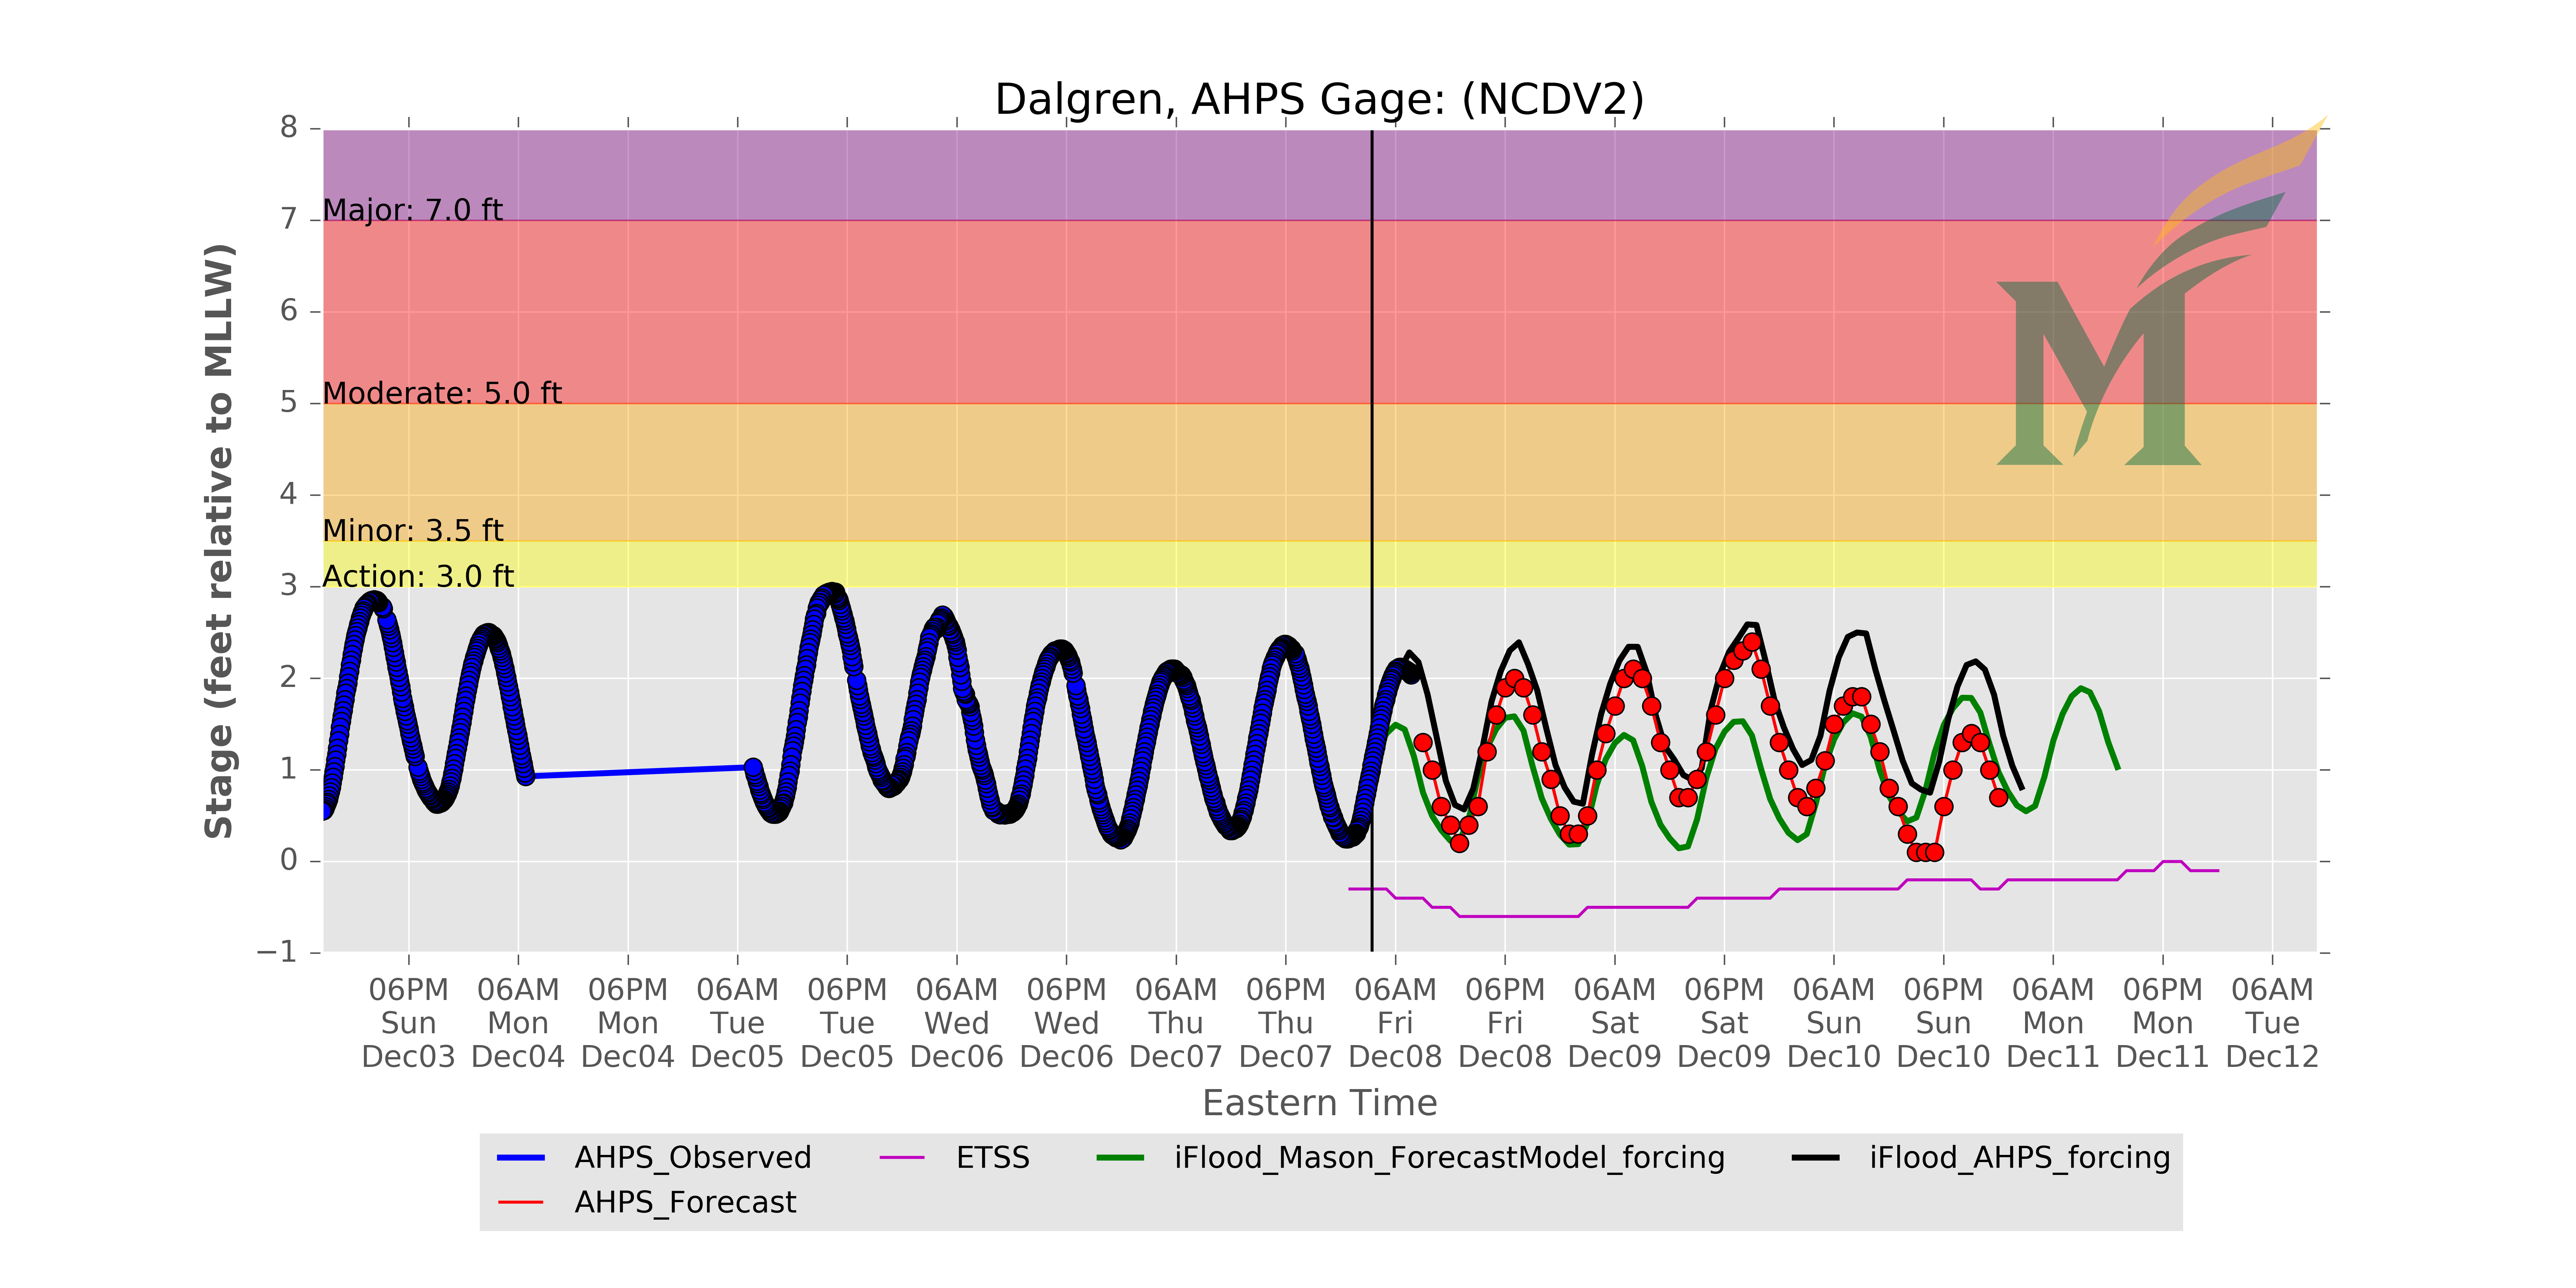 Dalgren, AHPS Gage: (NCDV2)
Stage (feet relative to MLLW)
8
7
6
5
4
3
2
1
0
−1
Major: 7.0 ft
Moderate: 5.0 ft
Minor: 3.5 ft
Action: 3.0 ft
M
06PM 06AM 06PM 06AM 06PM 06AM 06PM 06AM 06PM 06AM 06PM 06AM 06PM 06AM 06PM 06AM 06PM 06AM
Sun Mon Mon Tue Tue Wed Wed Thu Thu Fri Fri Sat Sat Sun Sun Mon Mon Tue
Dec03 Dec04 Dec04 Dec05 Dec05 Dec06 Dec06 Dec07 Dec07 Dec08 Dec08 Dec09 Dec09 Dec10 Dec10 Dec11 Dec11 Dec12
Eastern Time
AHPS_Observed ETSS iFlood_Mason_ForecastModel_forcing iFlood_AHPS_forcing
AHPS_Forecast